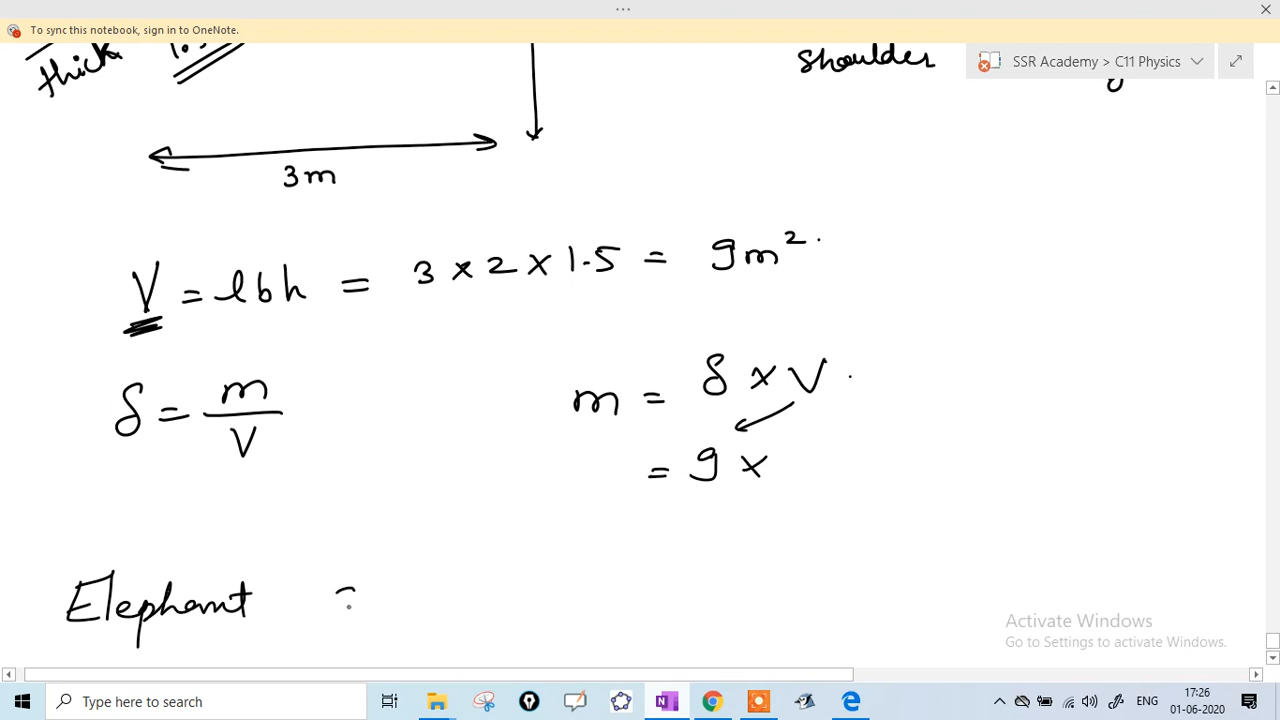 To sync this notebook, sign in to OneNote.
thick
shoulder
SSR Academy > C11 Physics
3m
V = lbh = 3 × 2 × 1.5 = 9m².
δ = m/V
m = δ × V.
= 9 ×
Elephant
Activate Windows
Go to Settings to activate Windows.
Type here to search
ENG
17:26
01-06-2020